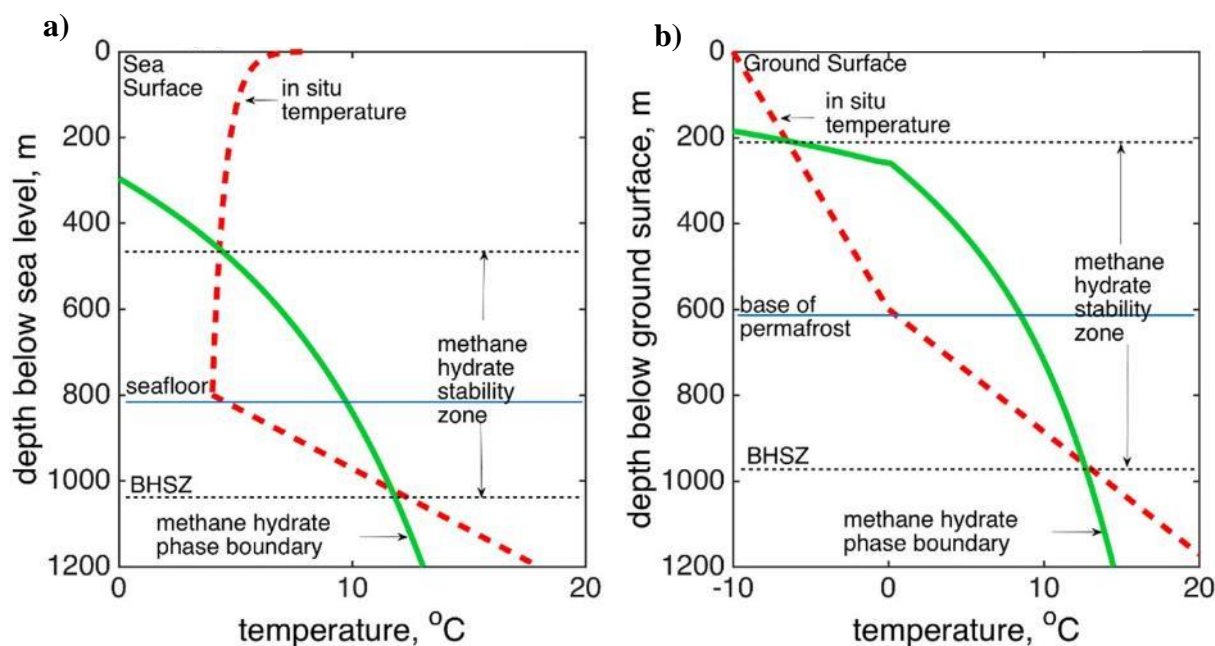 a)
0
200
400
600
800
1000
1200
depth below sea level, m
Sea
Surface
in situ
temperature
methane
hydrate
stability
zone
seafloor
BHSZ
methane hydrate
phase boundary
0
10
20
temperature, °C
b)
0
200
400
600
800
1000
1200
depth below ground surface, m
Ground Surface
in situ
temperature
methane
hydrate
stability
zone
base of
permafrost
BHSZ
methane hydrate
phase boundary
-10
0
10
20
temperature, °C